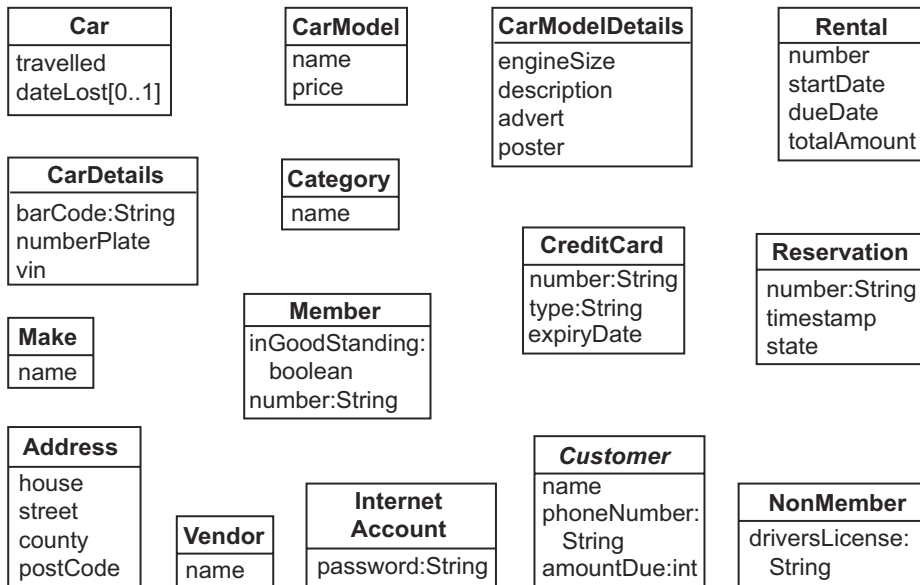 Car
travelled
dateLost[0..1]
CarModel
name
price
CarModelDetails
engineSize
description
advert
poster
Rental
number
startDate
dueDate
totalAmount
CarDetails
barCode:String
numberPlate
vin
Category
name
CreditCard
number:String
type:String
expiryDate
Reservation
number:String
timestamp
state
Make
name
Member
inGoodStanding:
boolean
number:String
Address
house
street
county
postCode
Vendor
name
Internet
Account
password:String
Customer
name
phoneNumber:
String
amountDue:int
NonMember
driversLicense:
String